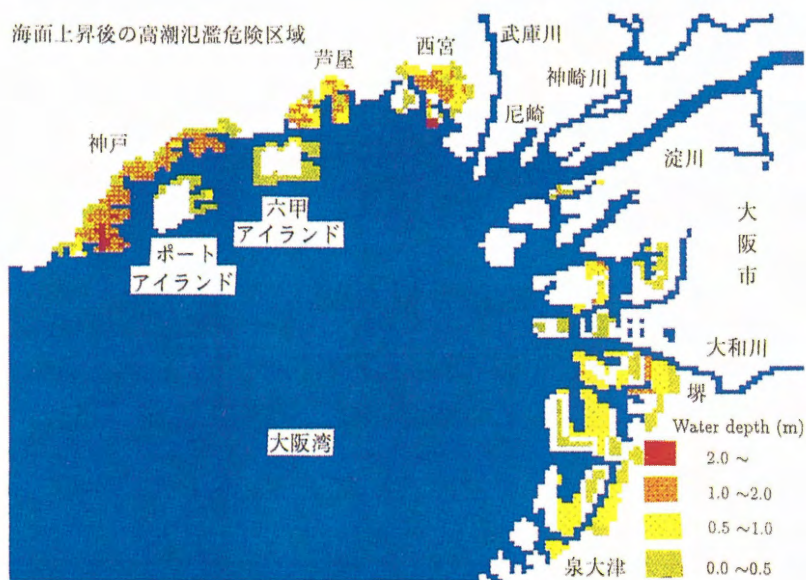 海面上昇後の高潮氾濫危険区域
西宮
武庫川
芦屋
神崎川
尼崎
神戸
淀川
六甲
アイランド
大阪市
ポート
アイランド
大和川
堺
大阪湾
Water depth (m)
2.0 ~
1.0 ~2.0
0.5 ~1.0
泉大津
0.0 ~0.5